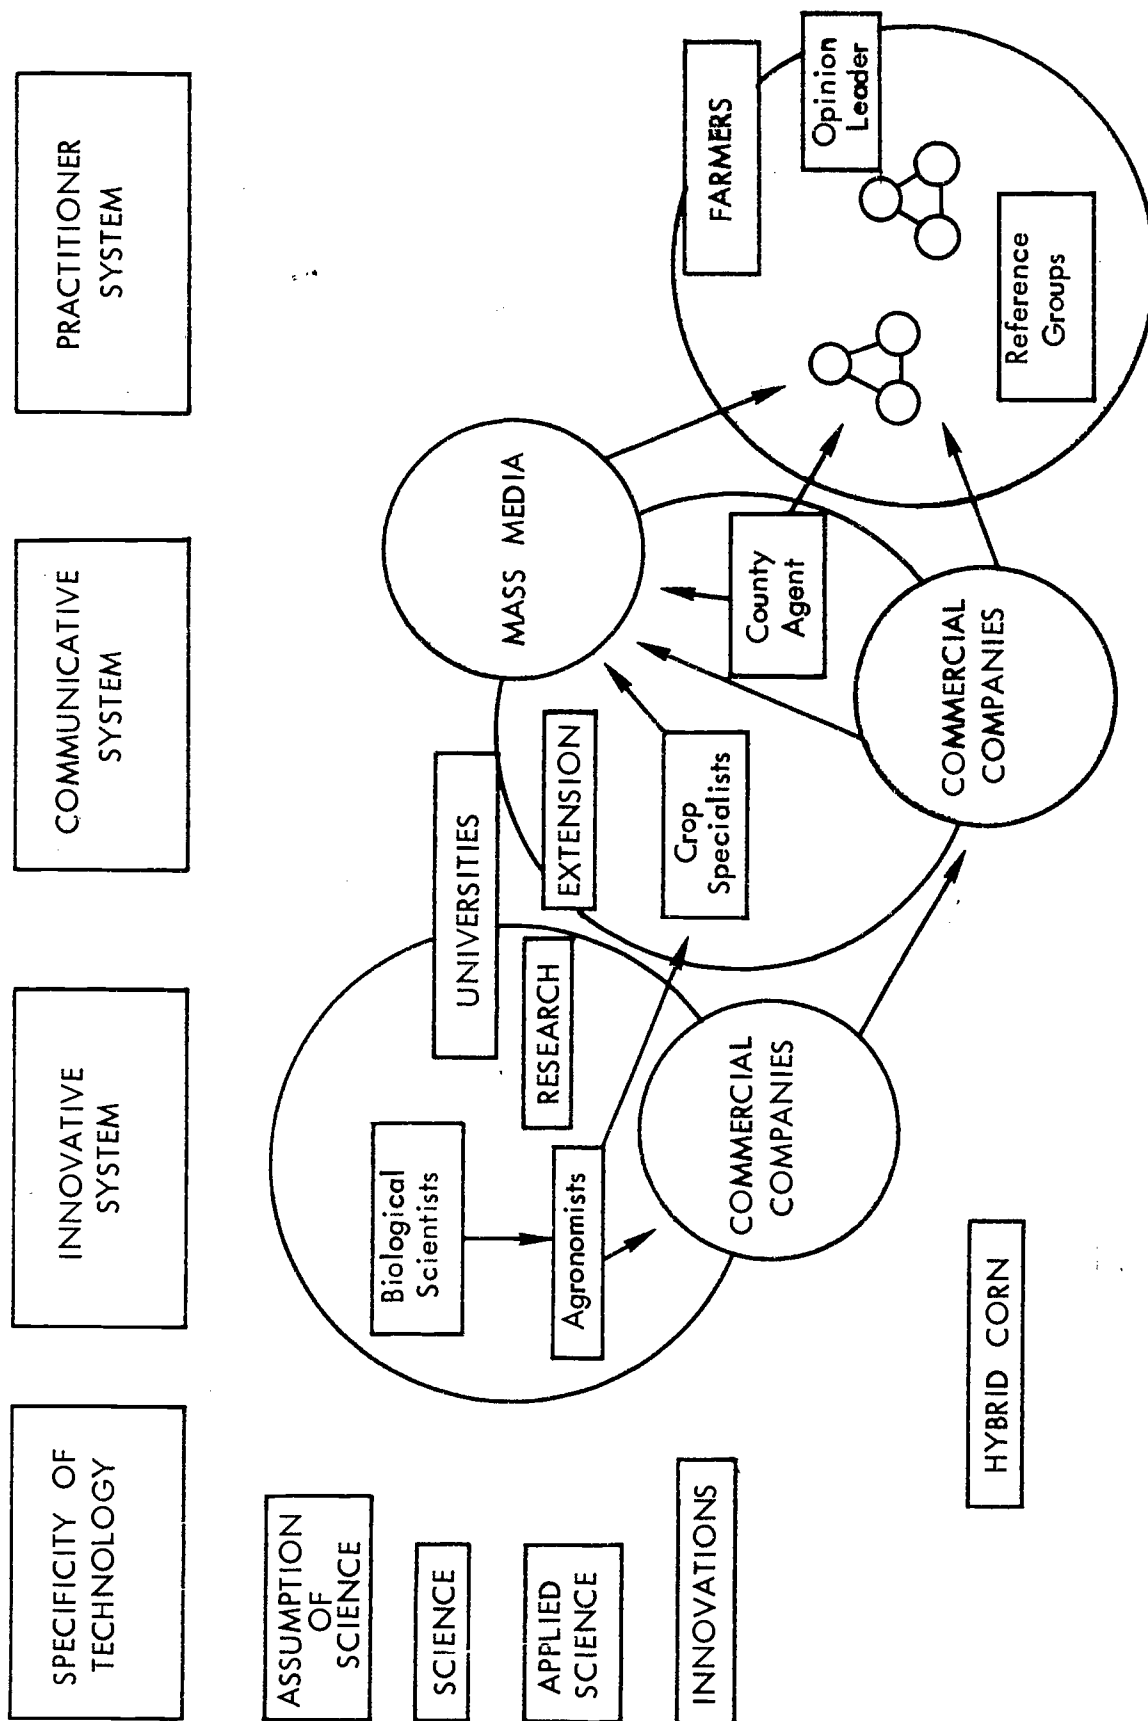 SPECIFICITY OF
TECHNOLOGY
INNOVATIVE
SYSTEM
COMMUNICATIVE
SYSTEM
PRACTITIONER
SYSTEM
ASSUMPTION
OF
SCIENCE
SCIENCE
APPLIED
SCIENCE
INNOVATIONS
HYBRID CORN
UNIVERSITIES
RESEARCH
EXTENSION
Biological
Scientists
Agronomists
COMMERCIAL
COMPANIES
Crop
Specialists
MASS MEDIA
County
Agent
COMMERCIAL
COMPANIES
FARMERS
Opinion
Leader
Reference
Groups